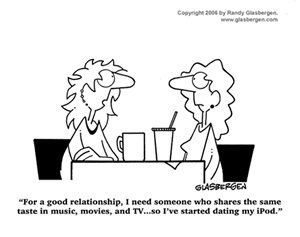 Copyright 2006 by Randy Glasbergen.
www.glasbergen.com
GLASBERGEN
"For a good relationship, I need someone who shares the same
taste in music, movies, and TV...so I've started dating my iPod."